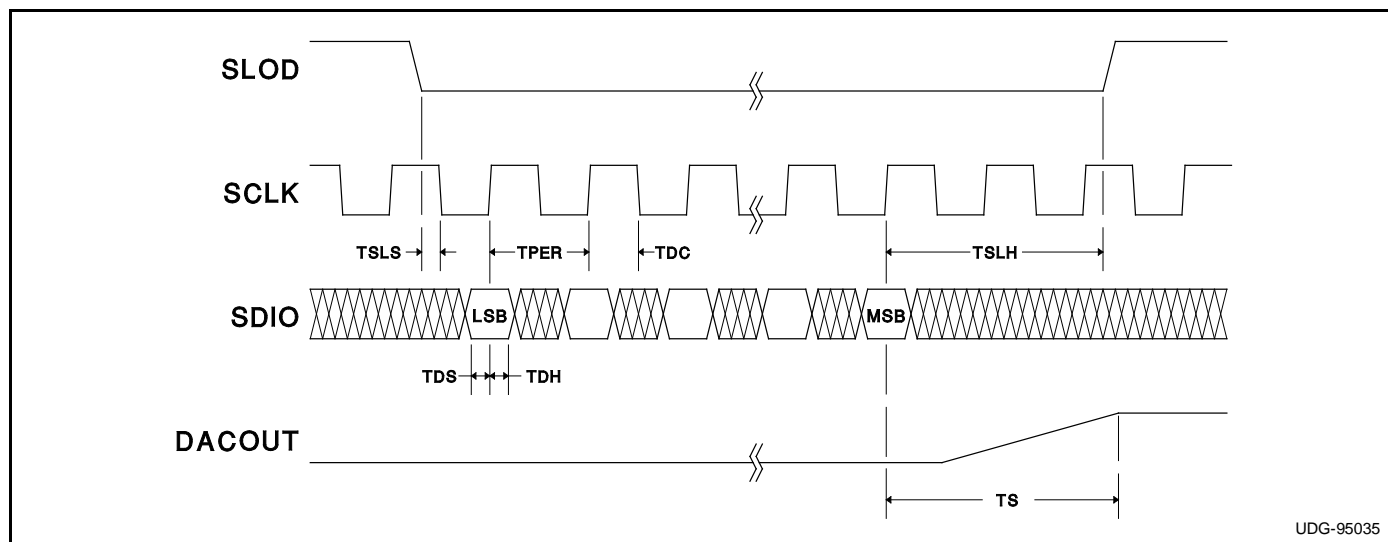 SLOD
SCLK
TSLS
TPER
TDC
TSLH
SDIO
LSB
MSB
TDS
TDH
DACOUT
TS
UDG-95035